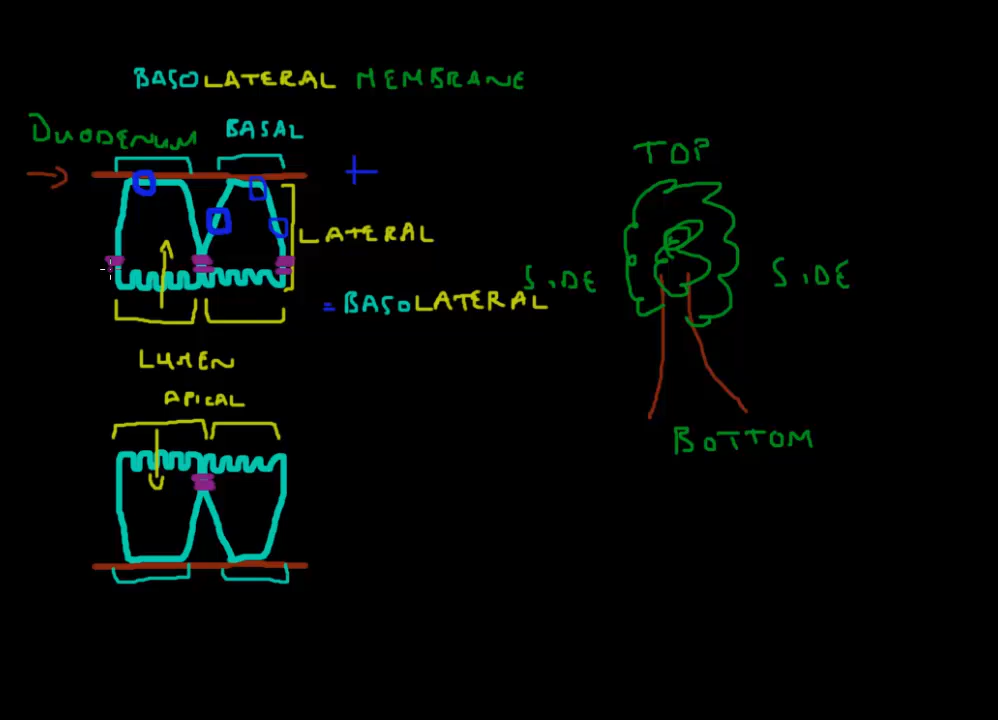 BASOLATERAL MEMBRANE
DUODENUM
BASAL
+
LATERAL
= BASOLATERAL
LUMEN
APICAL
TOP
SIDE
SIDE
BOTTOM